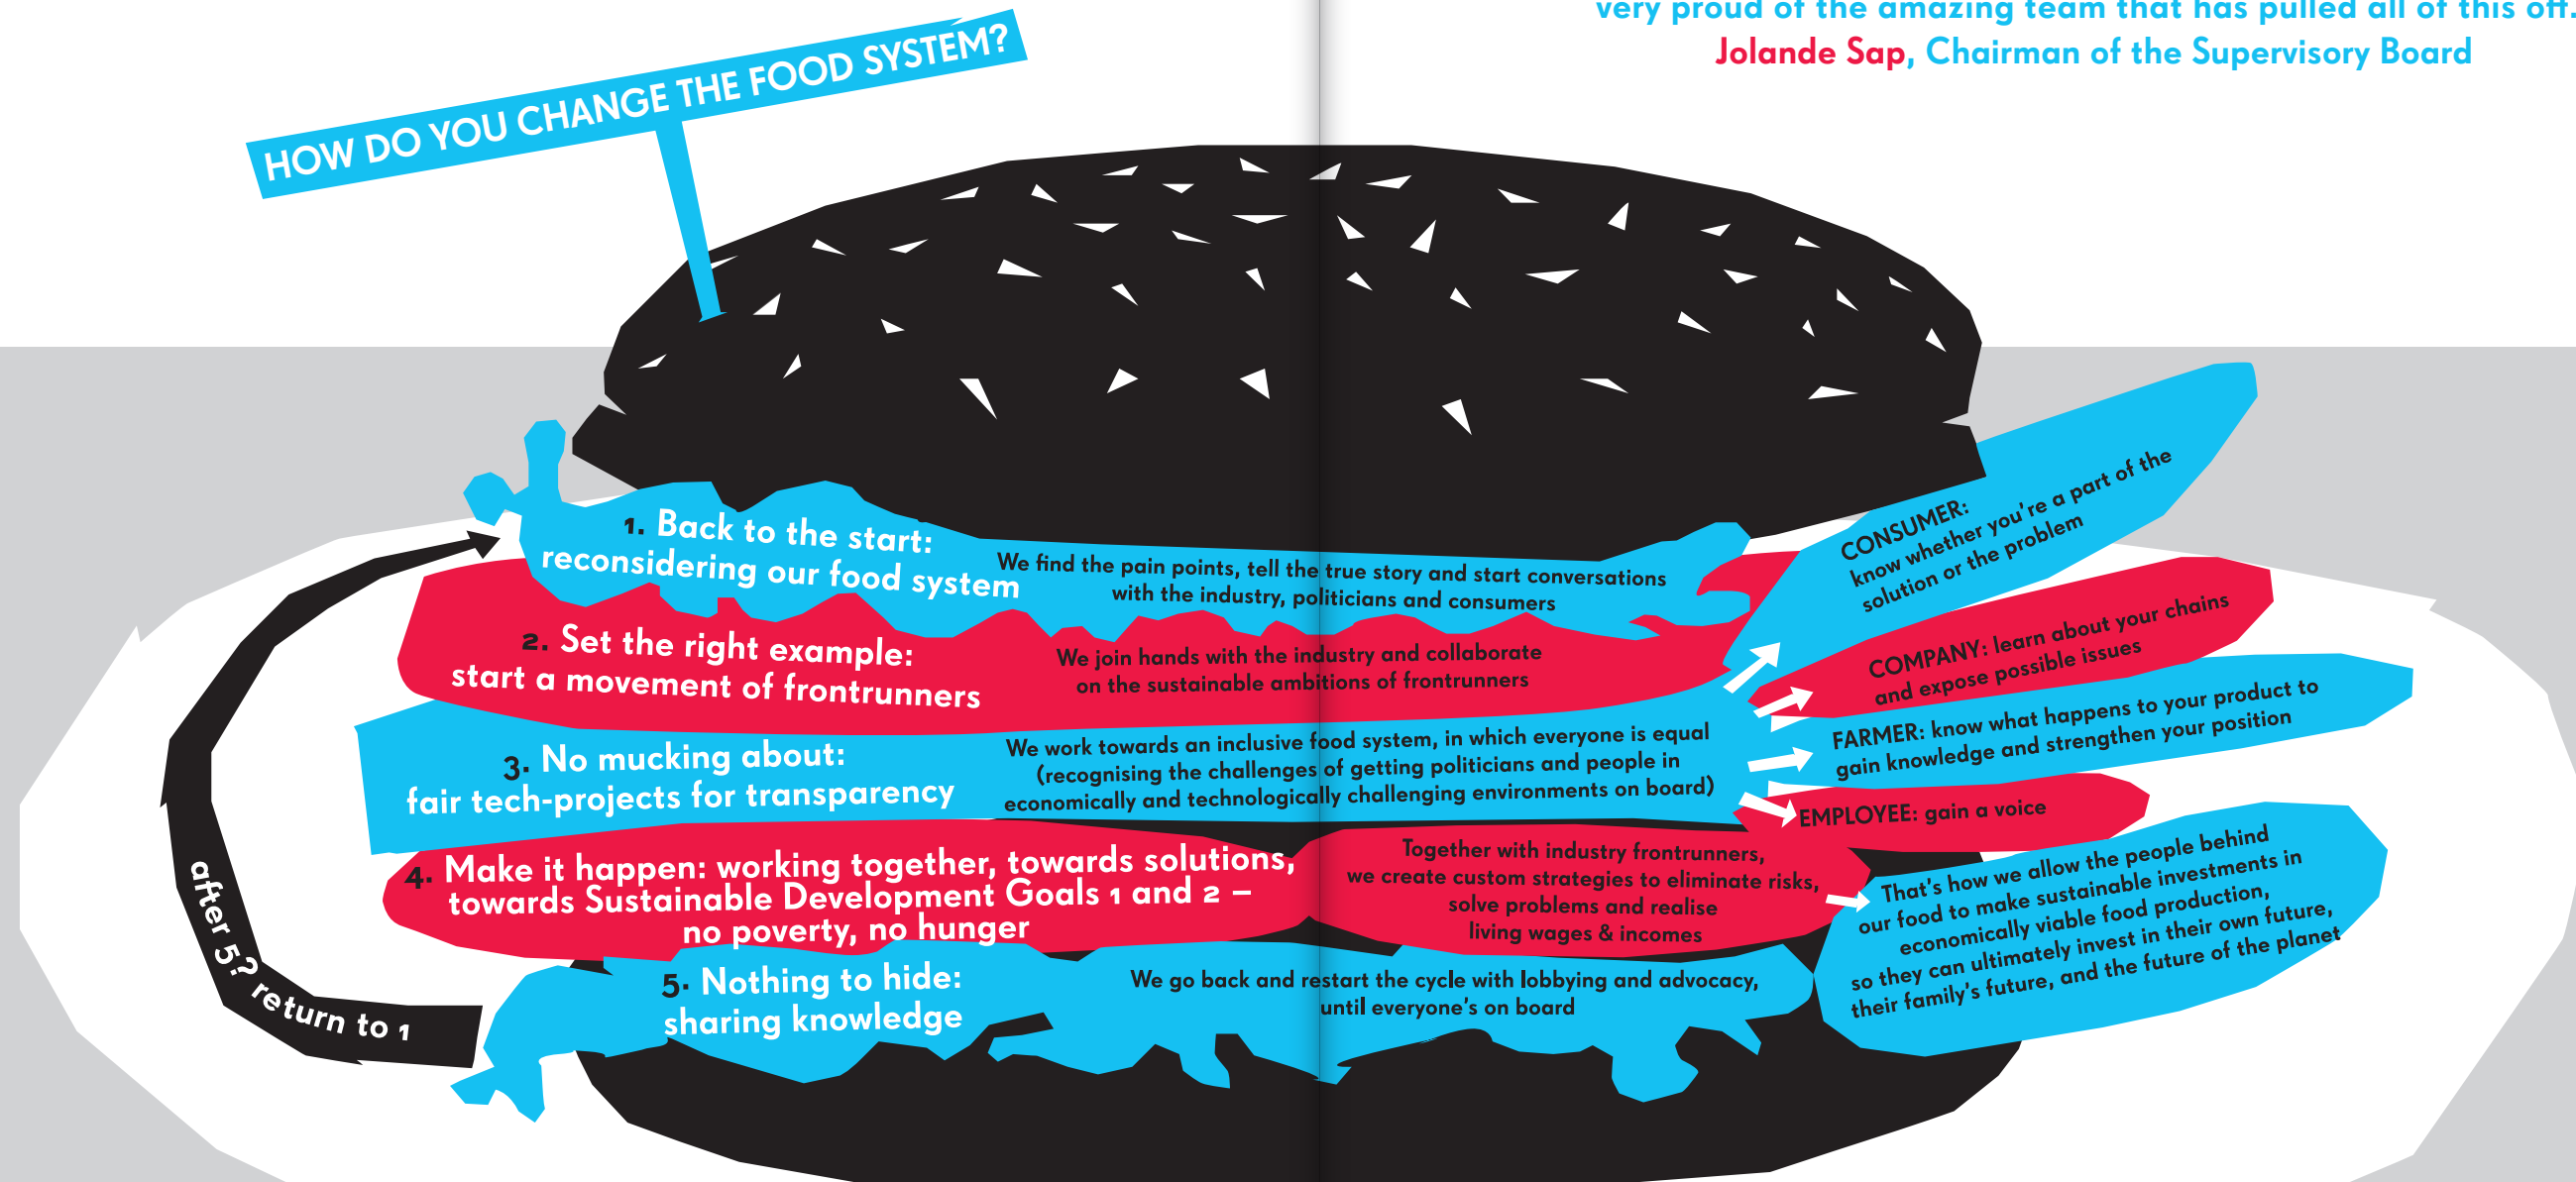 very proud of the amazing team that has pulled all of this off.
Jolande Sap, Chairman of the Supervisory Board
HOW DO YOU CHANGE THE FOOD SYSTEM?
1. Back to the start:
reconsidering our food system
We find the pain points, tell the true story and start conversations
with the industry, politicians and consumers
2. Set the right example:
start a movement of frontrunners
We join hands with the industry and collaborate
on the sustainable ambitions of frontrunners
3. No mucking about:
fair tech-projects for transparency
We work towards an inclusive food system, in which everyone is equal
(recognising the challenges of getting politicians and people in
economically and technologically challenging environments on board)
CONSUMER:
know whether you're a part of the
solution or the problem
COMPANY: learn about your chains
and expose possible issues
FARMER: know what happens to your product to
gain knowledge and strengthen your position
EMPLOYEE: gain a voice
4. Make it happen: working together, towards solutions,
towards Sustainable Development Goals 1 and 2 –
no poverty, no hunger
Together with industry frontrunners,
we create custom strategies to eliminate risks,
solve problems and realise
living wages & incomes
That's how we allow the people behind
our food to make sustainable investments in
economically viable food production,
so they can ultimately invest in their own future,
their family's future, and the future of the planet
5. Nothing to hide:
sharing knowledge
We go back and restart the cycle with lobbying and advocacy,
until everyone's on board
after 5? return to 1